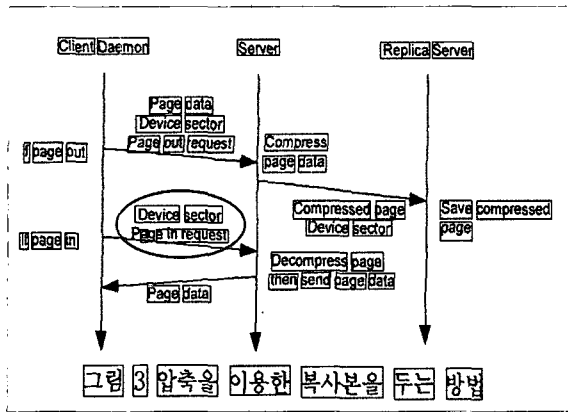 Client Daemon
Server
Replica Server
Page data
Device sector
Page out request
If page out
Compress
page data
Compressed page
Device sector
Save compressed
page
Device sector
Page in request
If page in
Decompress page
then send page data
Page data
그림 3 압축을 이용한 복사본을 두는 방법